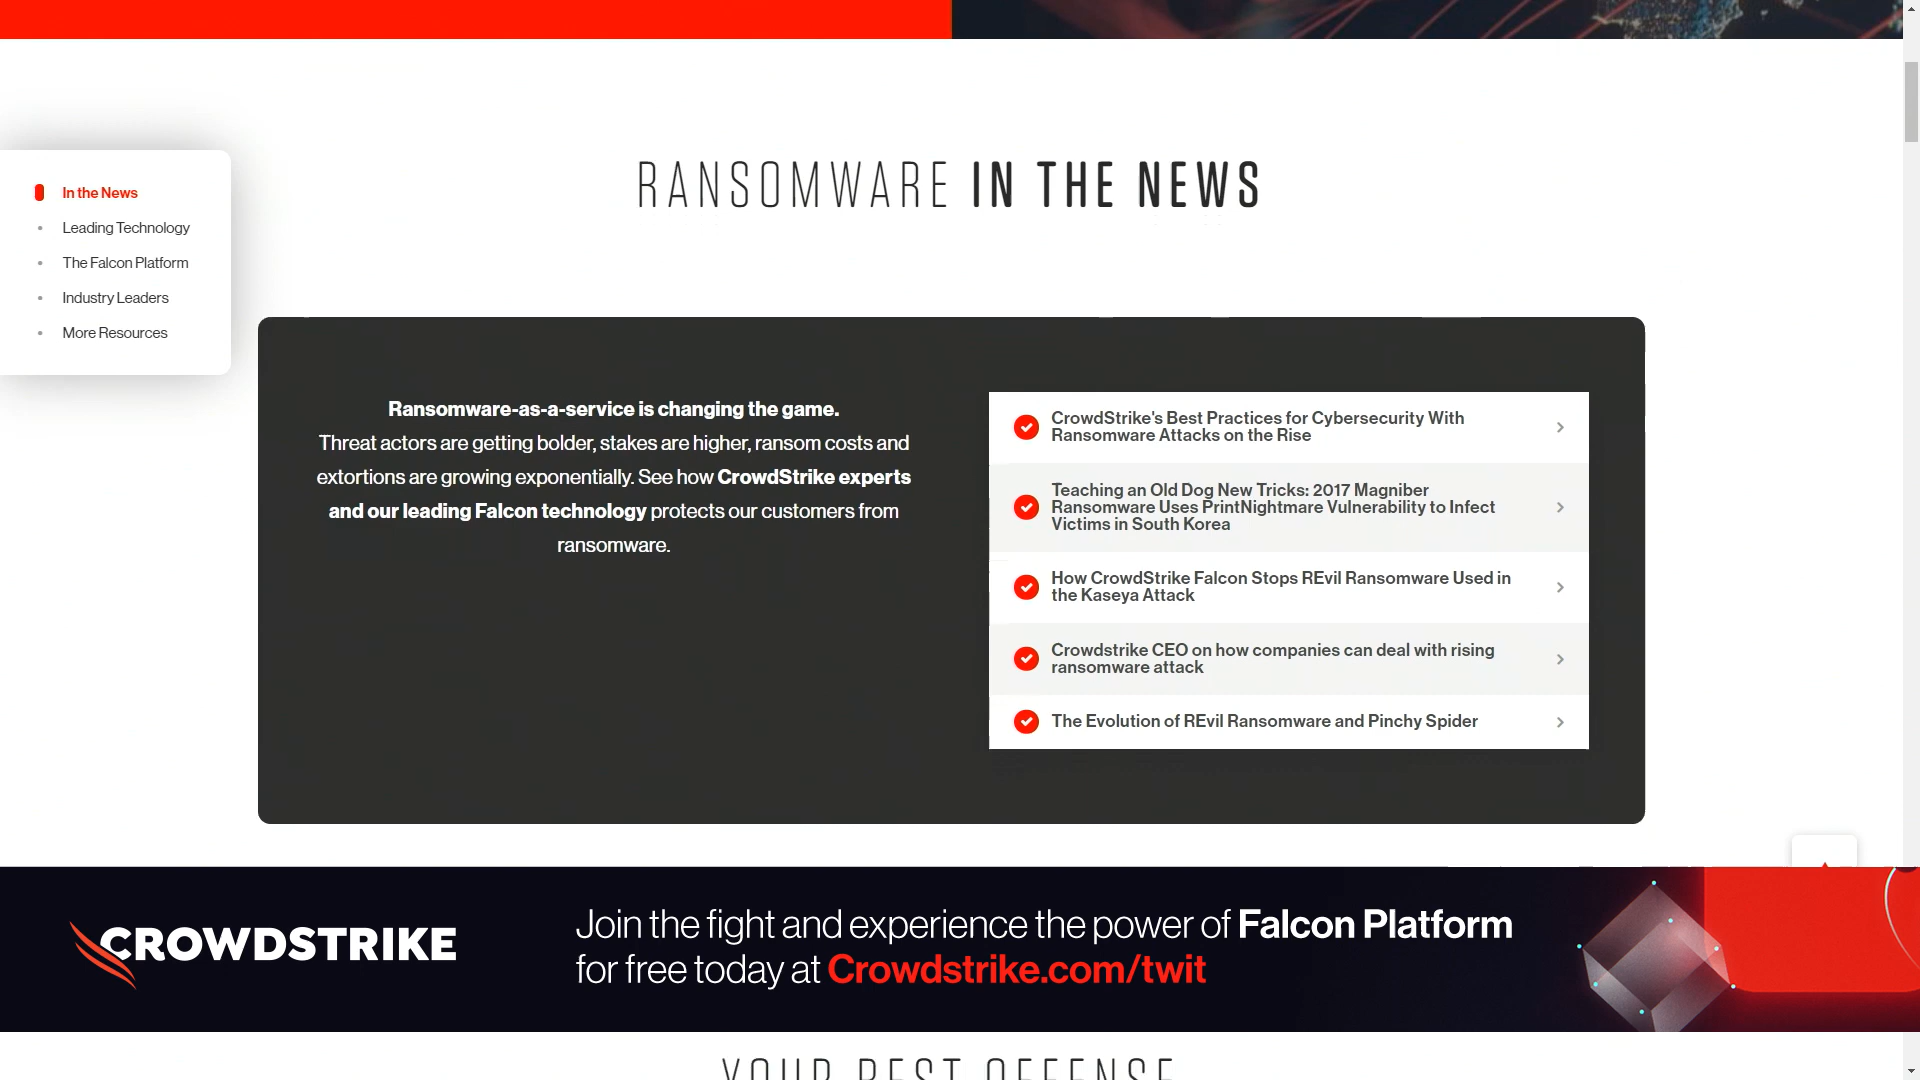 RANSOMWARE IN THE NEWS
In the News
Leading Technology
The Falcon Platform
Industry Leaders
More Resources
Ransomware-as-a-service is changing the game.
Threat actors are getting bolder, stakes are higher, ransom costs and
extortions are growing exponentially. See how CrowdStrike experts
and our leading Falcon technology protects our customers from
ransomware.
CrowdStrike's Best Practices for Cybersecurity With
Ransomware Attacks on the Rise
Teaching an Old Dog New Tricks: 2017 Magniber
Ransomware Uses PrintNightmare Vulnerability to Infect
Victims in South Korea
How CrowdStrike Falcon Stops REvil Ransomware Used in
the Kaseya Attack
Crowdstrike CEO on how companies can deal with rising
ransomware attack
The Evolution of REvil Ransomware and Pinchy Spider
CROWDSTRIKE
Join the fight and experience the power of Falcon Platform
for free today at Crowdstrike.com/twit
YOUR BEST OFFENSE